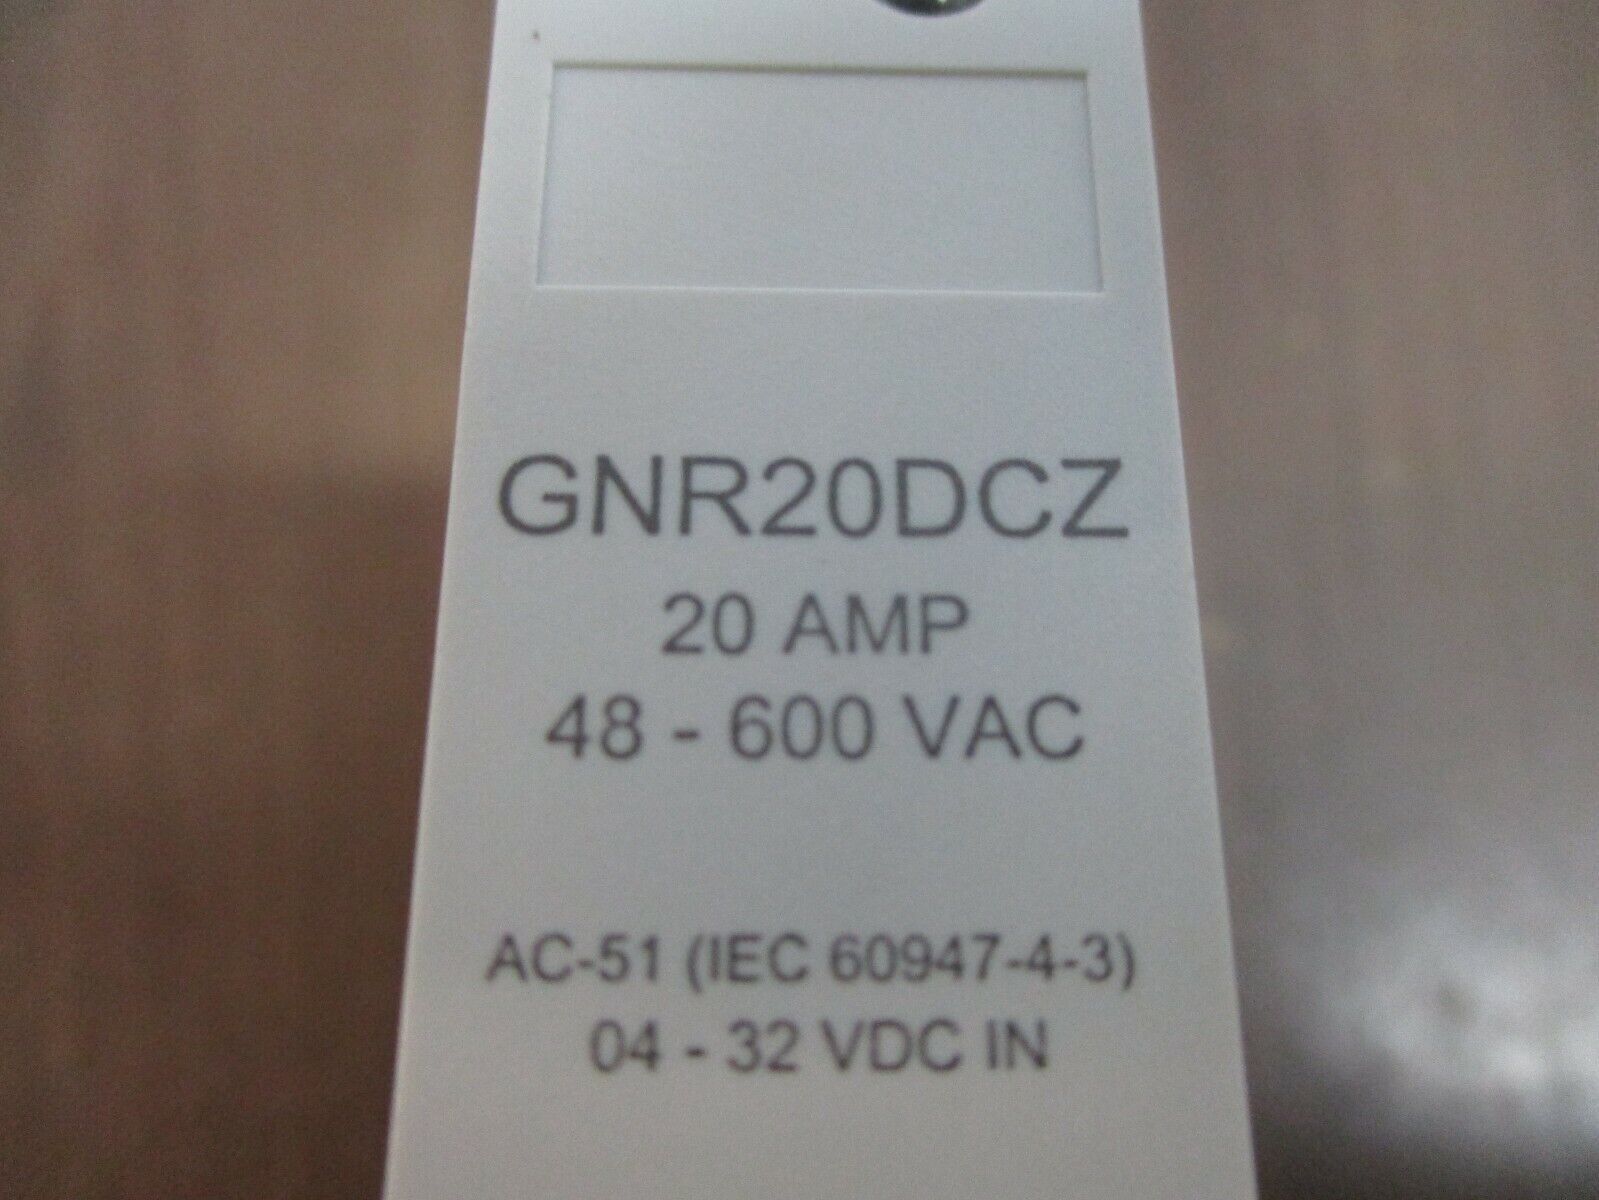 GNR20DCZ
20 AMP
48 - 600 VAC
AC-51 (IEC 60947-4-3)
04 - 32 VDC IN